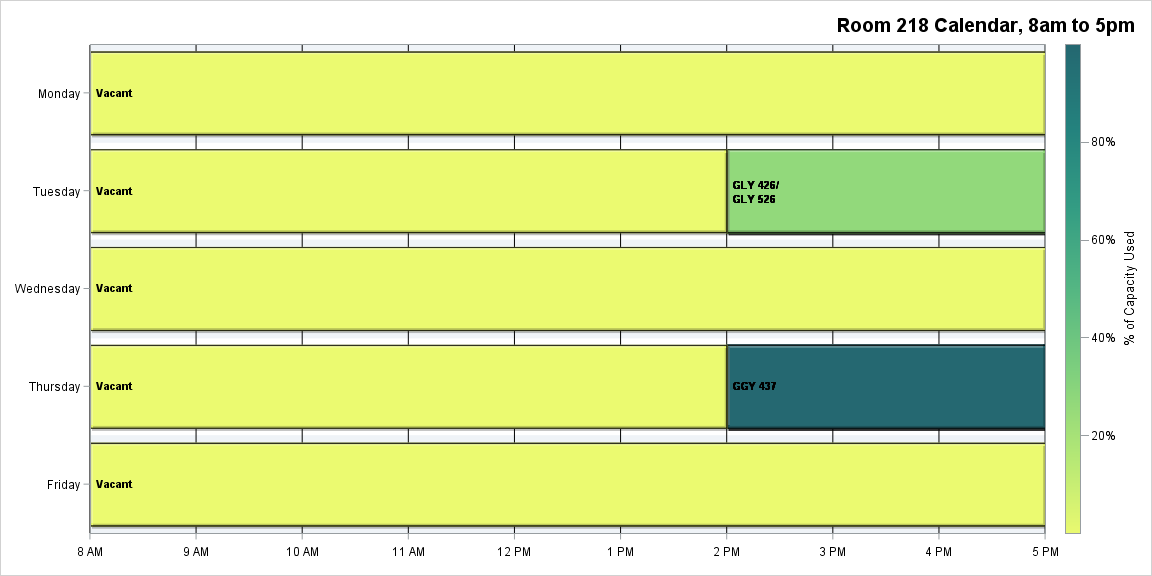 Room 218 Calendar, 8am to 5pm
Monday
Vacant
Tuesday
Vacant
GLY 426/
GLY 526
Wednesday
Vacant
Thursday
Vacant
GGY 437
Friday
Vacant
8 AM
9 AM
10 AM
11 AM
12 PM
1 PM
2 PM
3 PM
4 PM
5 PM
80%
60%
40%
20%
% of Capacity Used